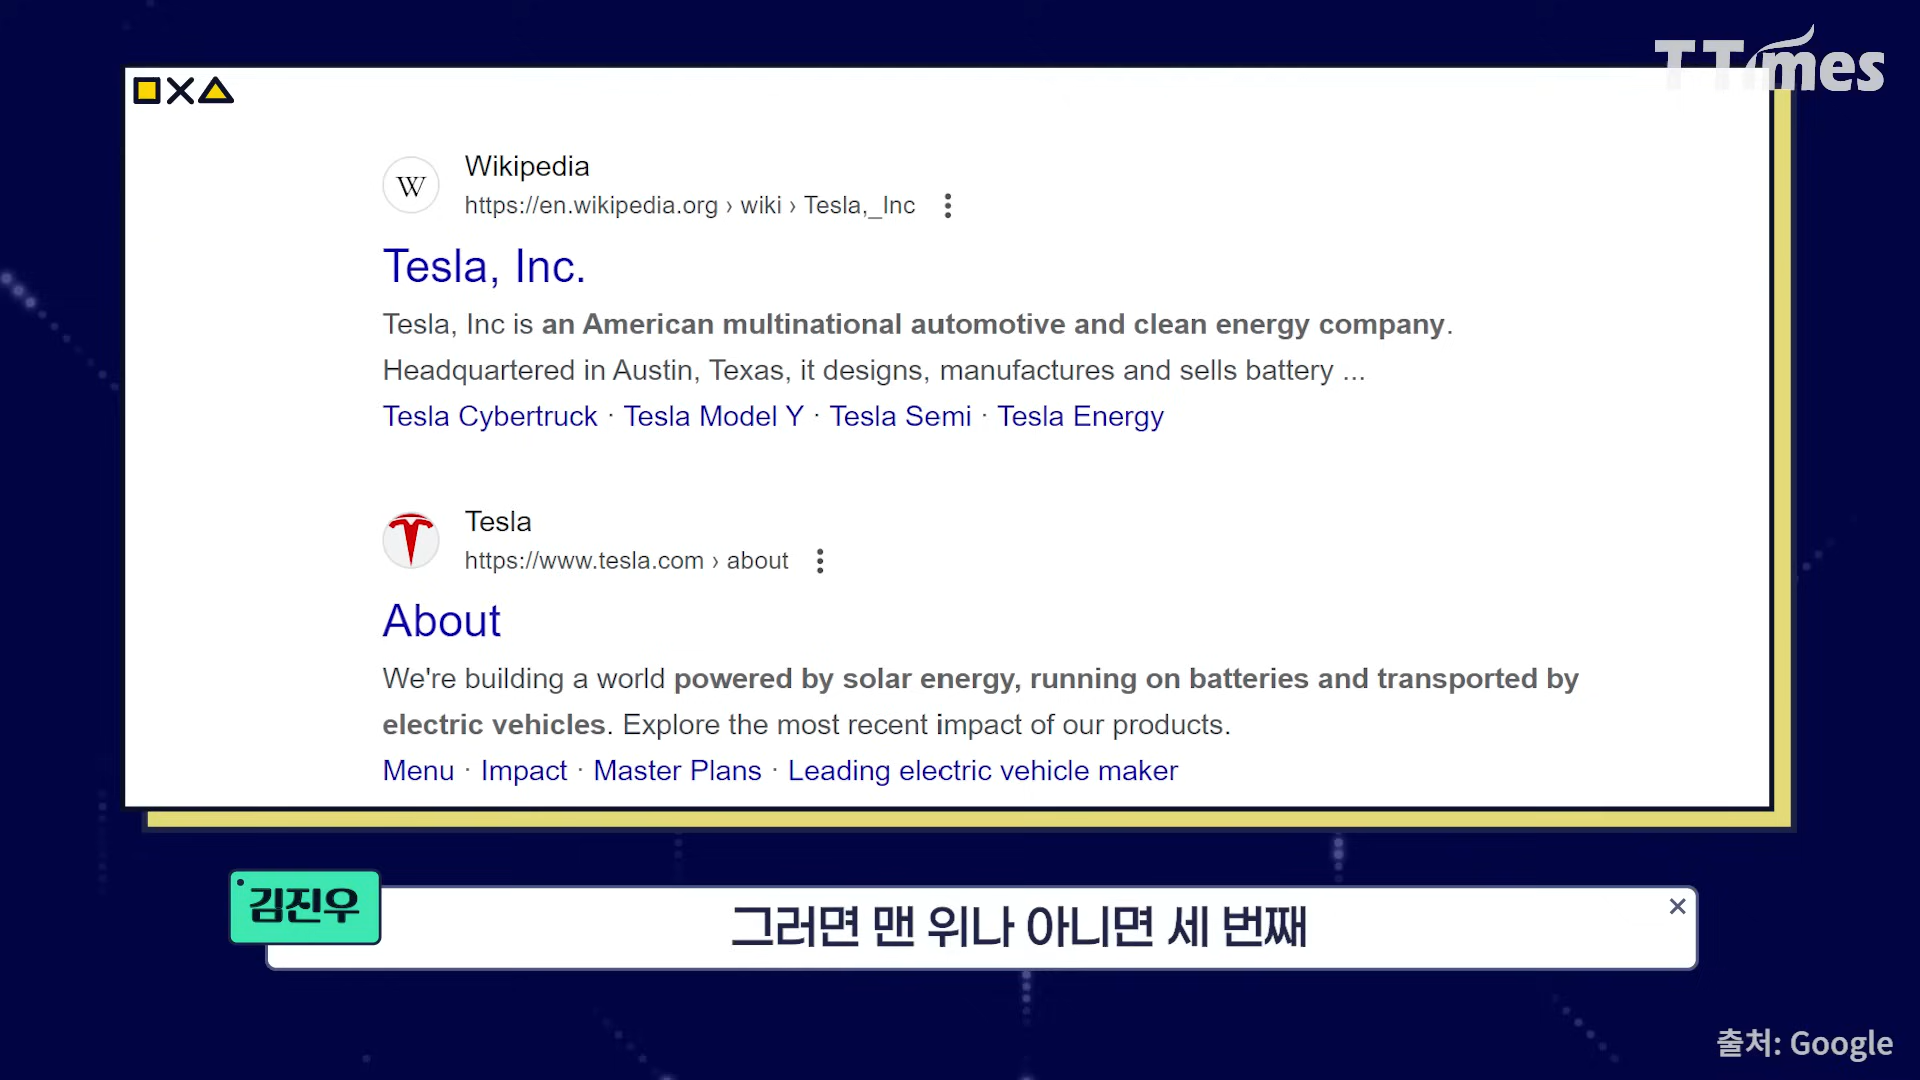 TTimes
W
Wikipedia
https://en.wikipedia.org › wiki › Tesla,_Inc
Tesla, Inc.
Tesla, Inc is an American multinational automotive and clean energy company.
Headquartered in Austin, Texas, it designs, manufactures and sells battery ...
Tesla Cybertruck · Tesla Model Y · Tesla Semi · Tesla Energy
Tesla
https://www.tesla.com › about
About
We're building a world powered by solar energy, running on batteries and transported by
electric vehicles. Explore the most recent impact of our products.
Menu · Impact · Master Plans · Leading electric vehicle maker
김진우
그러면 맨 위나 아니면 세 번째
출처: Google